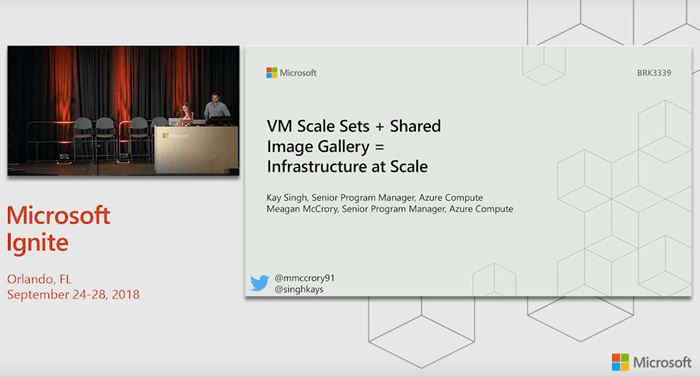 Microsoft
BRK3339
VM Scale Sets + Shared
Image Gallery =
Infrastructure at Scale
Kay Singh, Senior Program Manager, Azure Compute
Meagan McCrory, Senior Program Manager, Azure Compute
@mmccrory91
@singhkays
Microsoft
Ignite
Orlando, FL
September 24-28, 2018
Microsoft